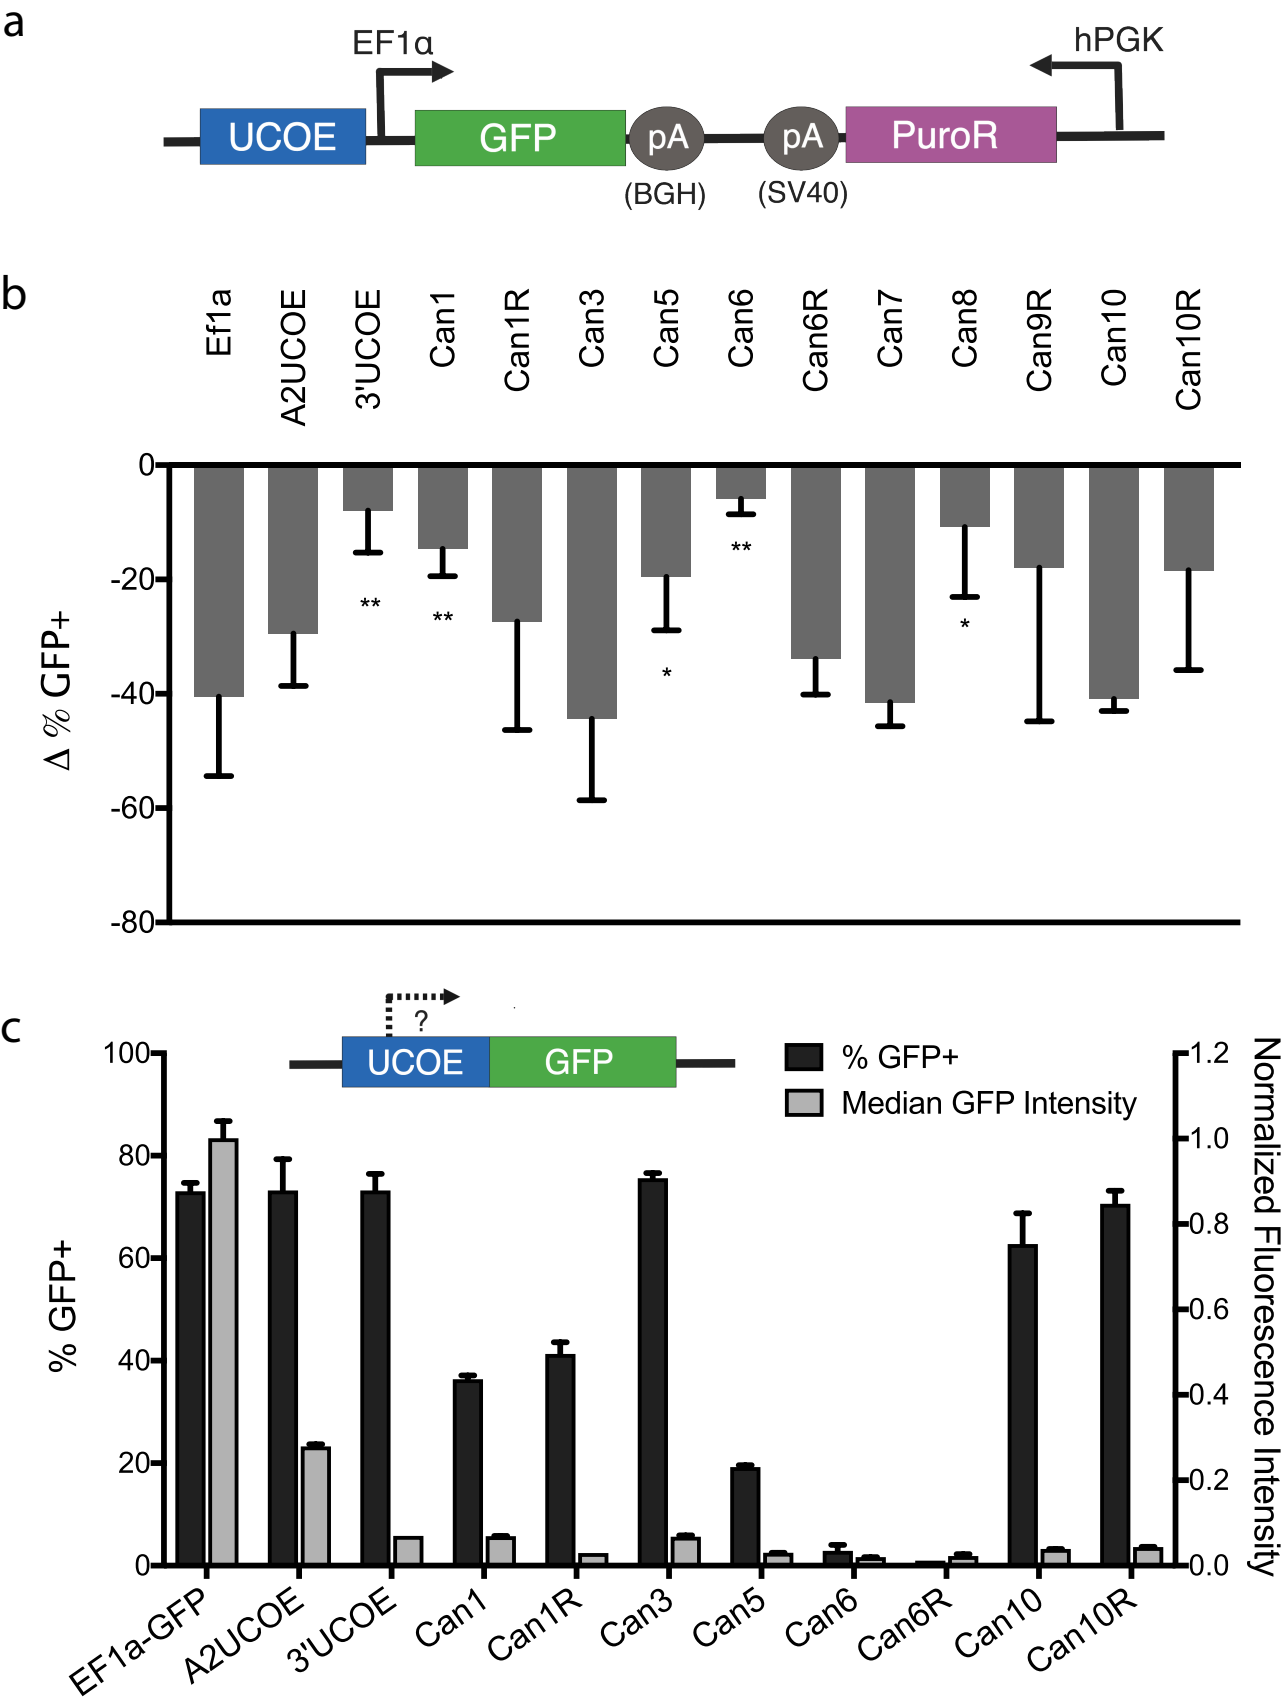 a
EF1α
hPGK
UCOE
GFP
pA
pA
PuroR
(BGH)
(SV40)
b
Ef1a
A2UCOE
3'UCOE
Can1
Can1R
Can3
Can5
Can6
Can6R
Can7
Can8
Can9R
Can10
Can10R
Δ % GFP+
0
-20
-40
-60
-80
**
**
*
**
*
c
?
UCOE
GFP
% GFP+
Median GFP Intensity
% GFP+
100
80
60
40
20
0
Normalized Fluorescence Intensity
1.2
1.0
0.8
0.6
0.4
0.2
0.0
EF1a-GFP
A2UCOE
3'UCOE
Can1
Can1R
Can3
Can5
Can6
Can6R
Can10
Can10R